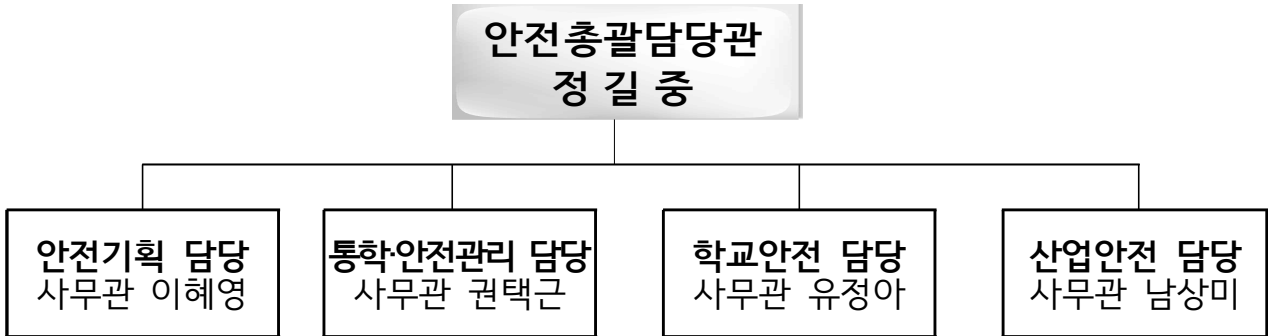 안전총괄담당관
정 길 중
안전기획 담당
사무관 이혜영
통학·안전관리 담당
사무관 권택근
학교안전 담당
사무관 유정아
산업안전 담당
사무관 남상미